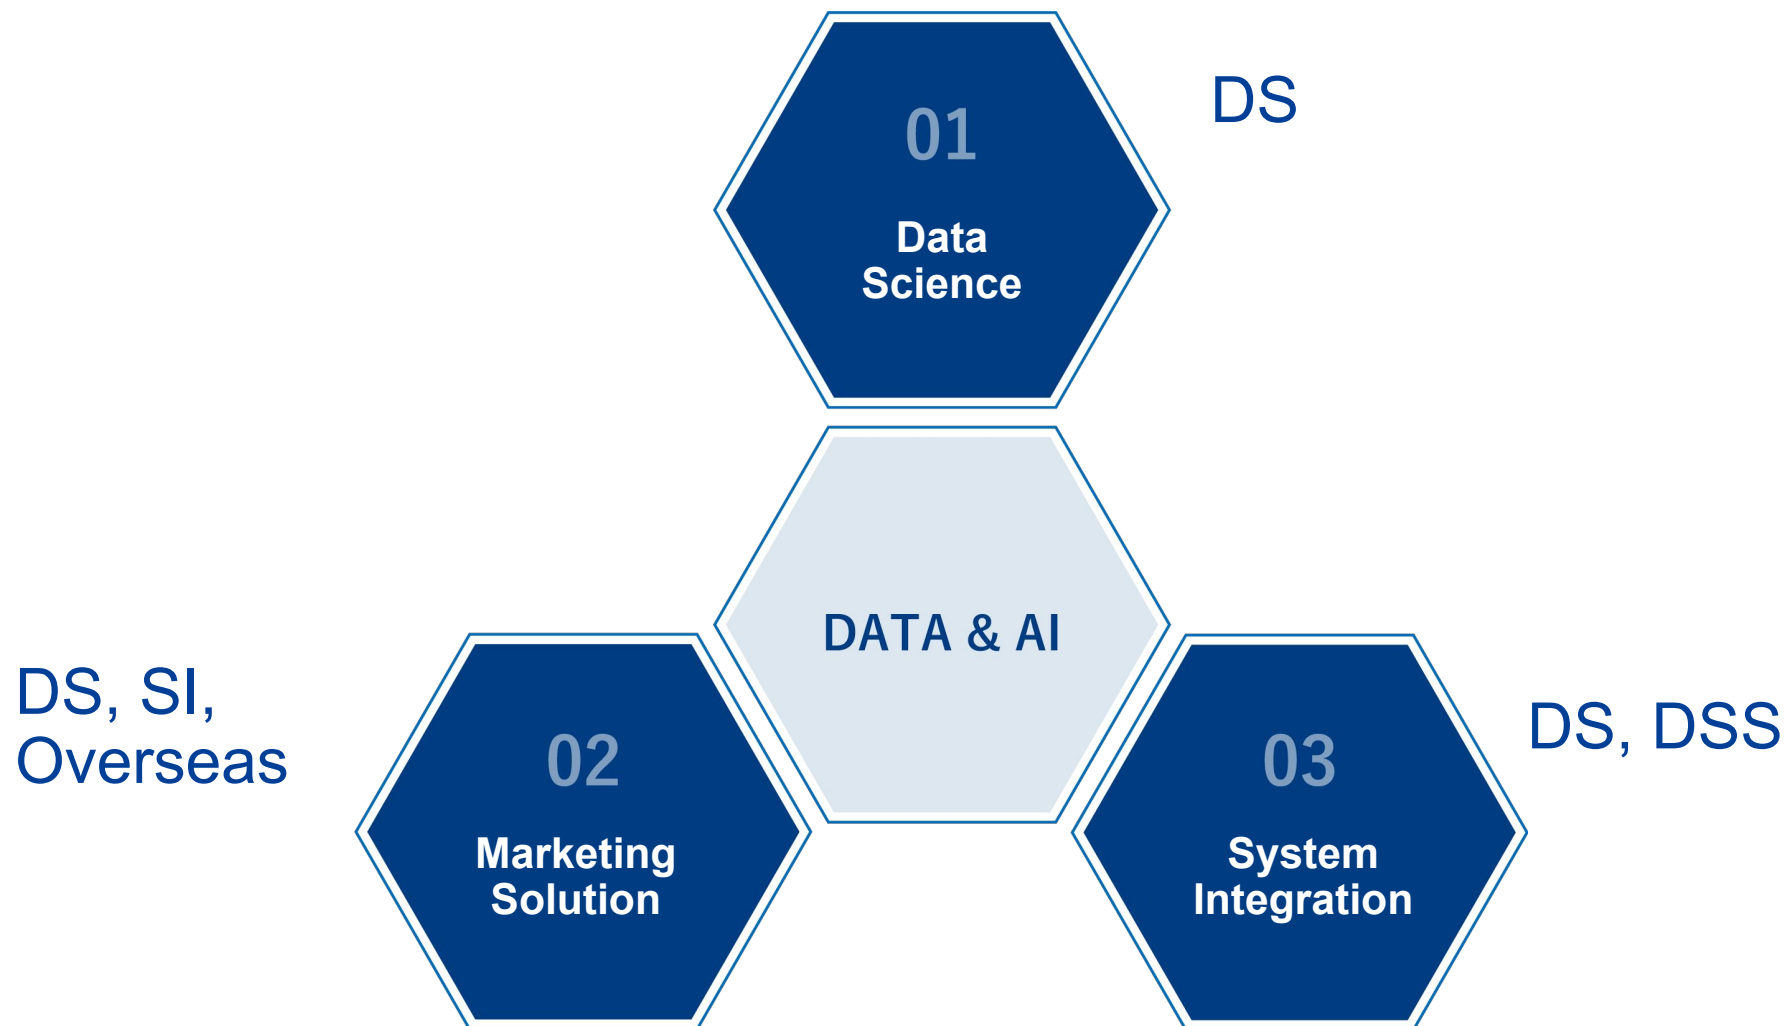 01
DS
Data
Science
DATA & AI
DS, SI,
Overseas
02
Marketing
Solution
DS, DSS
03
System
Integration